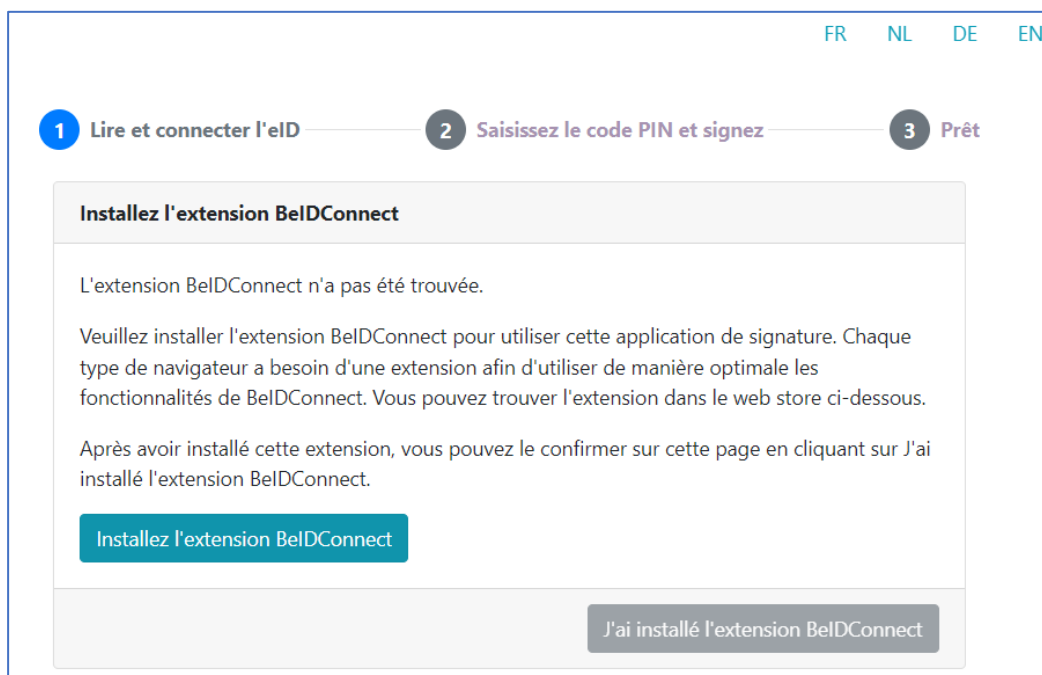 FR NL DE EN
1 Lire et connecter l'eID 2 Saisissez le code PIN et signez 3 Prêt
Installez l'extension BeIDConnect
L'extension BeIDConnect n'a pas été trouvée.
Veuillez installer l'extension BeIDConnect pour utiliser cette application de signature. Chaque
type de navigateur a besoin d'une extension afin d'utiliser de manière optimale les
fonctionnalités de BeIDConnect. Vous pouvez trouver l'extension dans le web store ci-dessous.
Après avoir installé cette extension, vous pouvez le confirmer sur cette page en cliquant sur J'ai
installé l'extension BeIDConnect.
Installez l'extension BeIDConnect
J'ai installé l'extension BeIDConnect